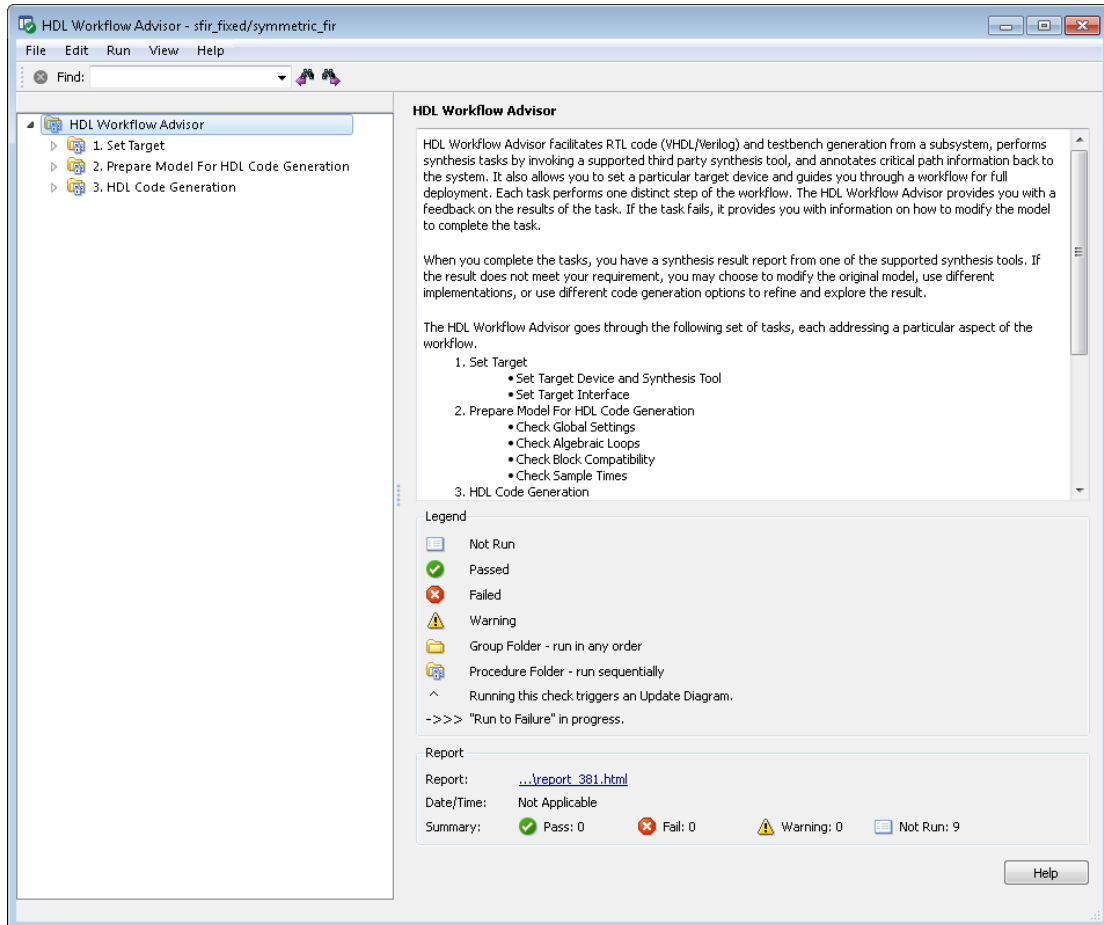 HDL Workflow Advisor - sfir_fixed/symmetric_fir
File Edit Run View Help
Find:
HDL Workflow Advisor
1. Set Target
2. Prepare Model For HDL Code Generation
3. HDL Code Generation
HDL Workflow Advisor
HDL Workflow Advisor facilitates RTL code (VHDL/Verilog) and testbench generation from a subsystem, performs
synthesis tasks by invoking a supported third party synthesis tool, and annotates critical path information back to
the system. It also allows you to set a particular target device and guides you through a workflow for full
deployment. Each task performs one distinct step of the workflow. The HDL Workflow Advisor provides you with a
feedback on the results of the task. If the task fails, it provides you with information on how to modify the model
to complete the task.
When you complete the tasks, you have a synthesis result report from one of the supported synthesis tools. If
the result does not meet your requirement, you may choose to modify the original model, use different
implementations, or use different code generation options to refine and explore the result.
The HDL Workflow Advisor goes through the following set of tasks, each addressing a particular aspect of the
workflow.
1. Set Target
• Set Target Device and Synthesis Tool
• Set Target Interface
2. Prepare Model For HDL Code Generation
• Check Global Settings
• Check Algebraic Loops
• Check Block Compatibility
• Check Sample Times
3. HDL Code Generation
Legend
Not Run
Passed
Failed
Warning
Group Folder - run in any order
Procedure Folder - run sequentially
^ Running this check triggers an Update Diagram.
->>> "Run to Failure" in progress.
Report
Report: ...\report_381.html
Date/Time: Not Applicable
Summary: Pass: 0 Fail: 0 Warning: 0 Not Run: 9
Help